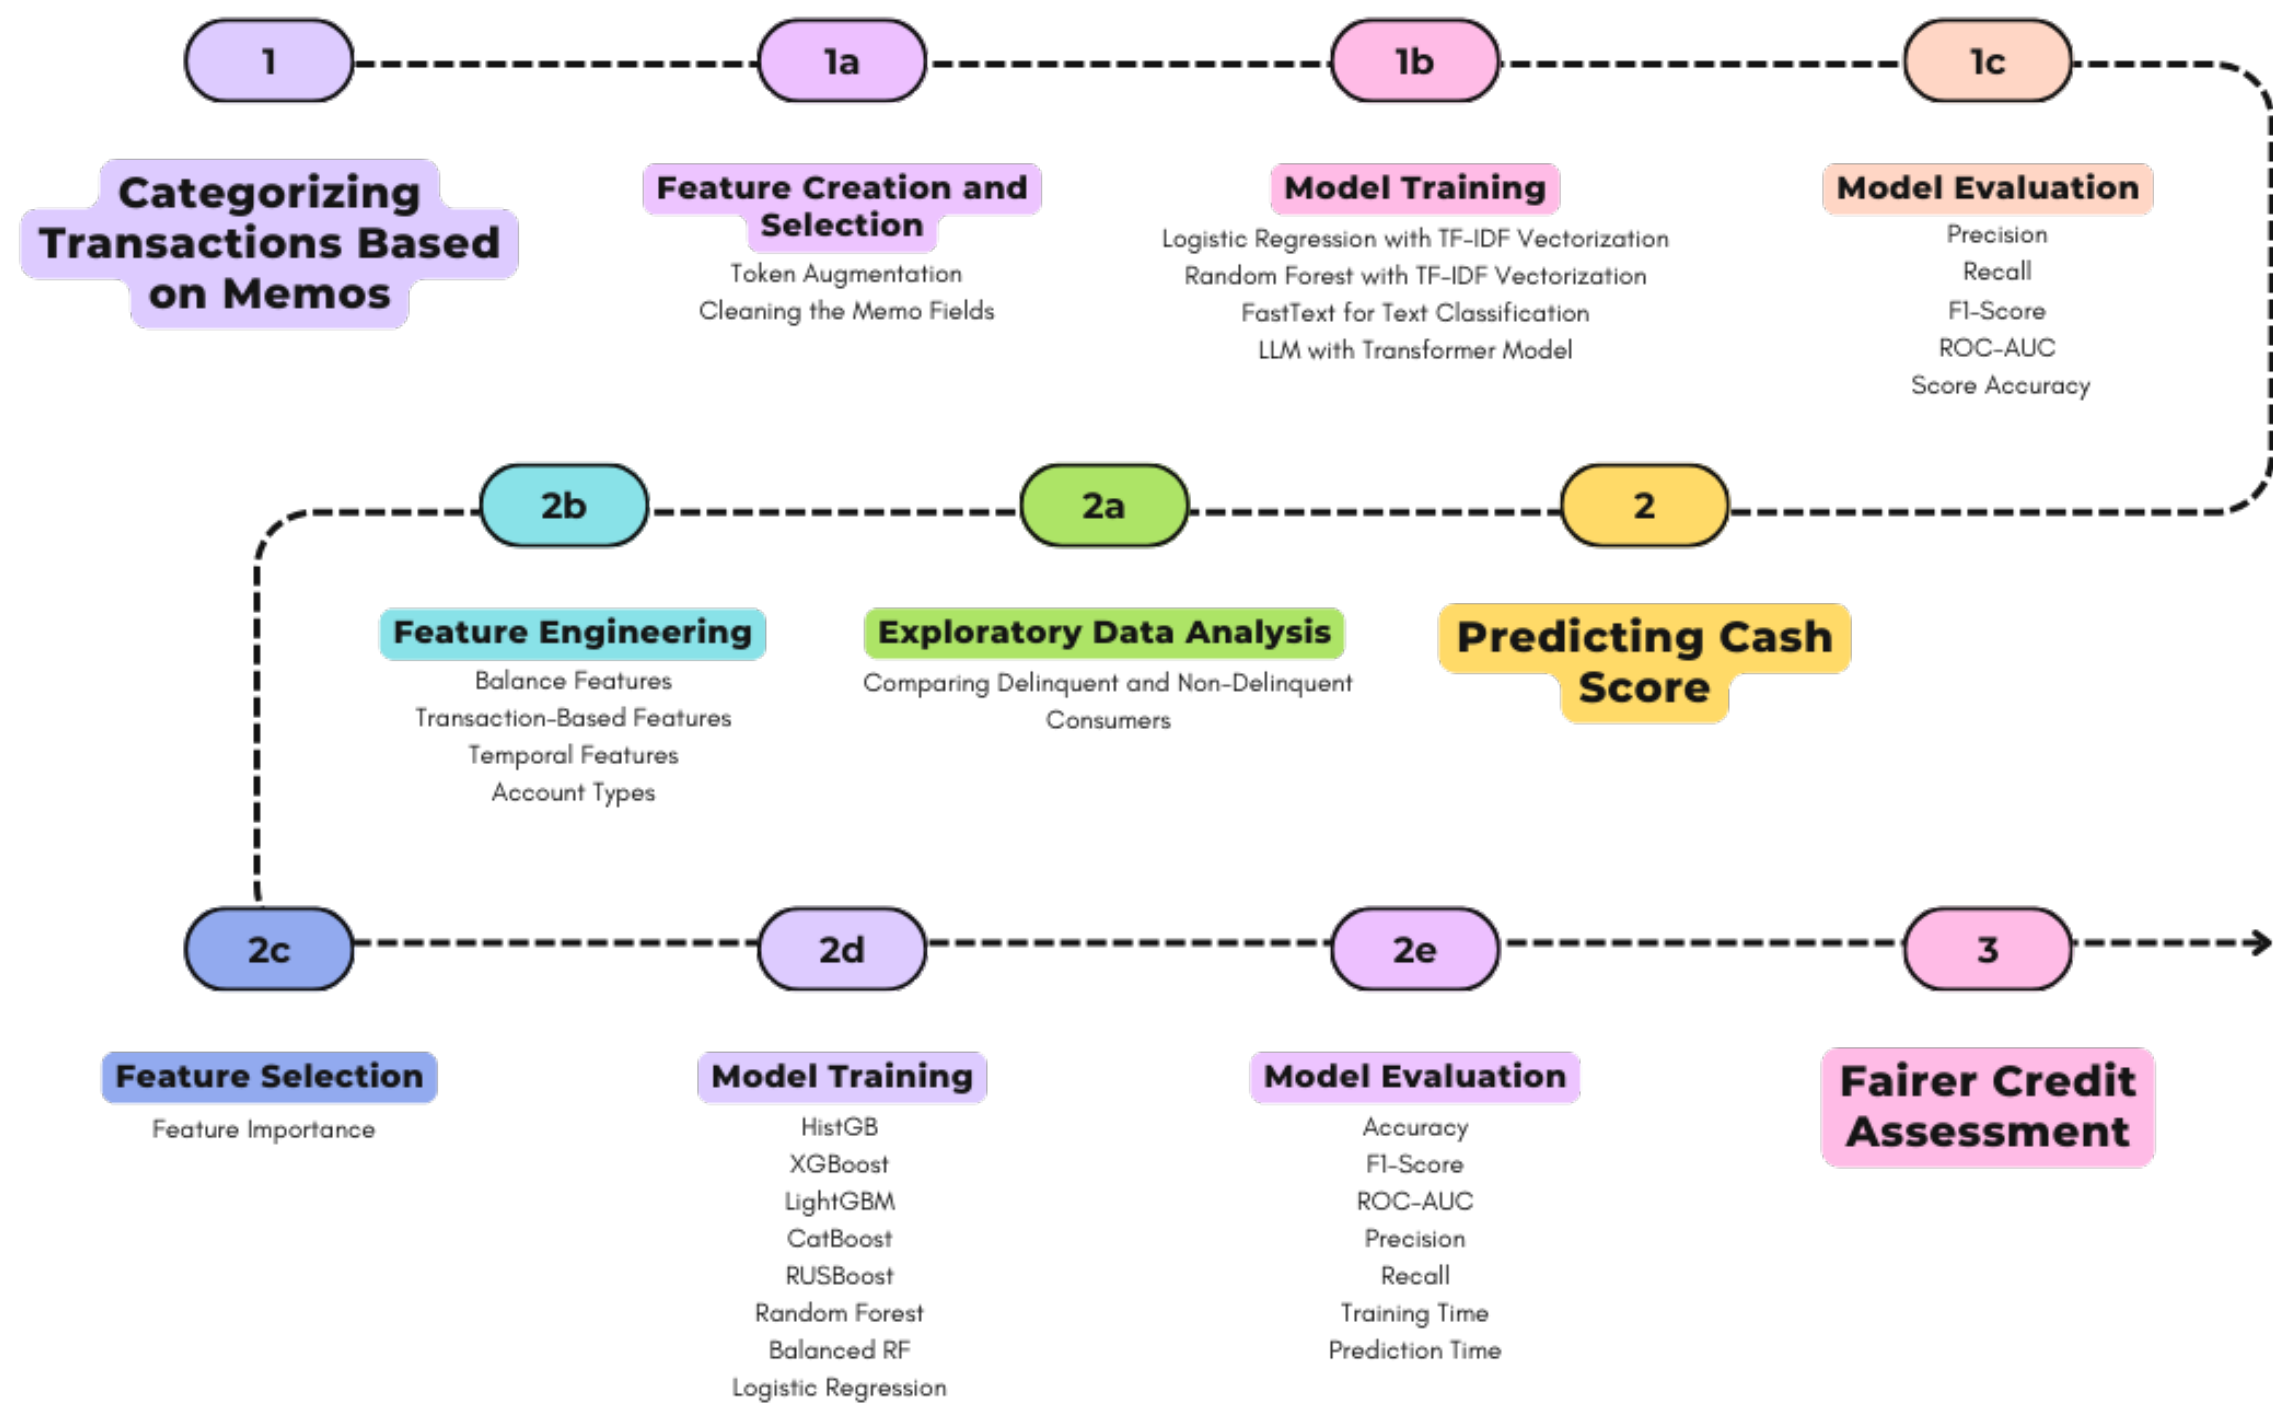 1
Categorizing
Transactions Based
on Memos
1a
Feature Creation and
Selection
Token Augmentation
Cleaning the Memo Fields
1b
Model Training
Logistic Regression with TF-IDF Vectorization
Random Forest with TF-IDF Vectorization
FastText for Text Classification
LLM with Transformer Model
1c
Model Evaluation
Precision
Recall
F1-Score
ROC-AUC
Score Accuracy
2
Predicting Cash
Score
2a
Exploratory Data Analysis
Comparing Delinquent and Non-Delinquent
Consumers
2b
Feature Engineering
Balance Features
Transaction-Based Features
Temporal Features
Account Types
2c
Feature Selection
Feature Importance
2d
Model Training
HistGB
XGBoost
LightGBM
CatBoost
RUSBoost
Random Forest
Balanced RF
Logistic Regression
2e
Model Evaluation
Accuracy
F1-Score
ROC-AUC
Precision
Recall
Training Time
Prediction Time
3
Fairer Credit
Assessment